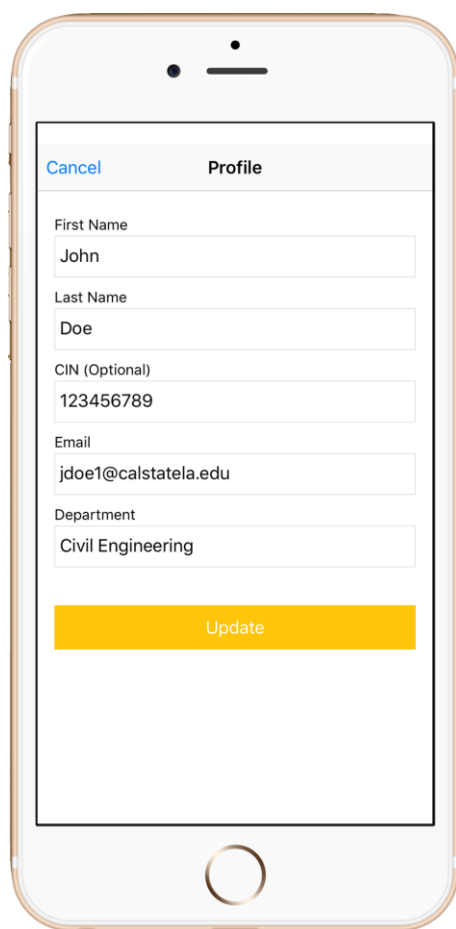 Cancel Profile
First Name
John
Last Name
Doe
CIN (Optional)
123456789
Email
jdoe1@calstatela.edu
Department
Civil Engineering
Update